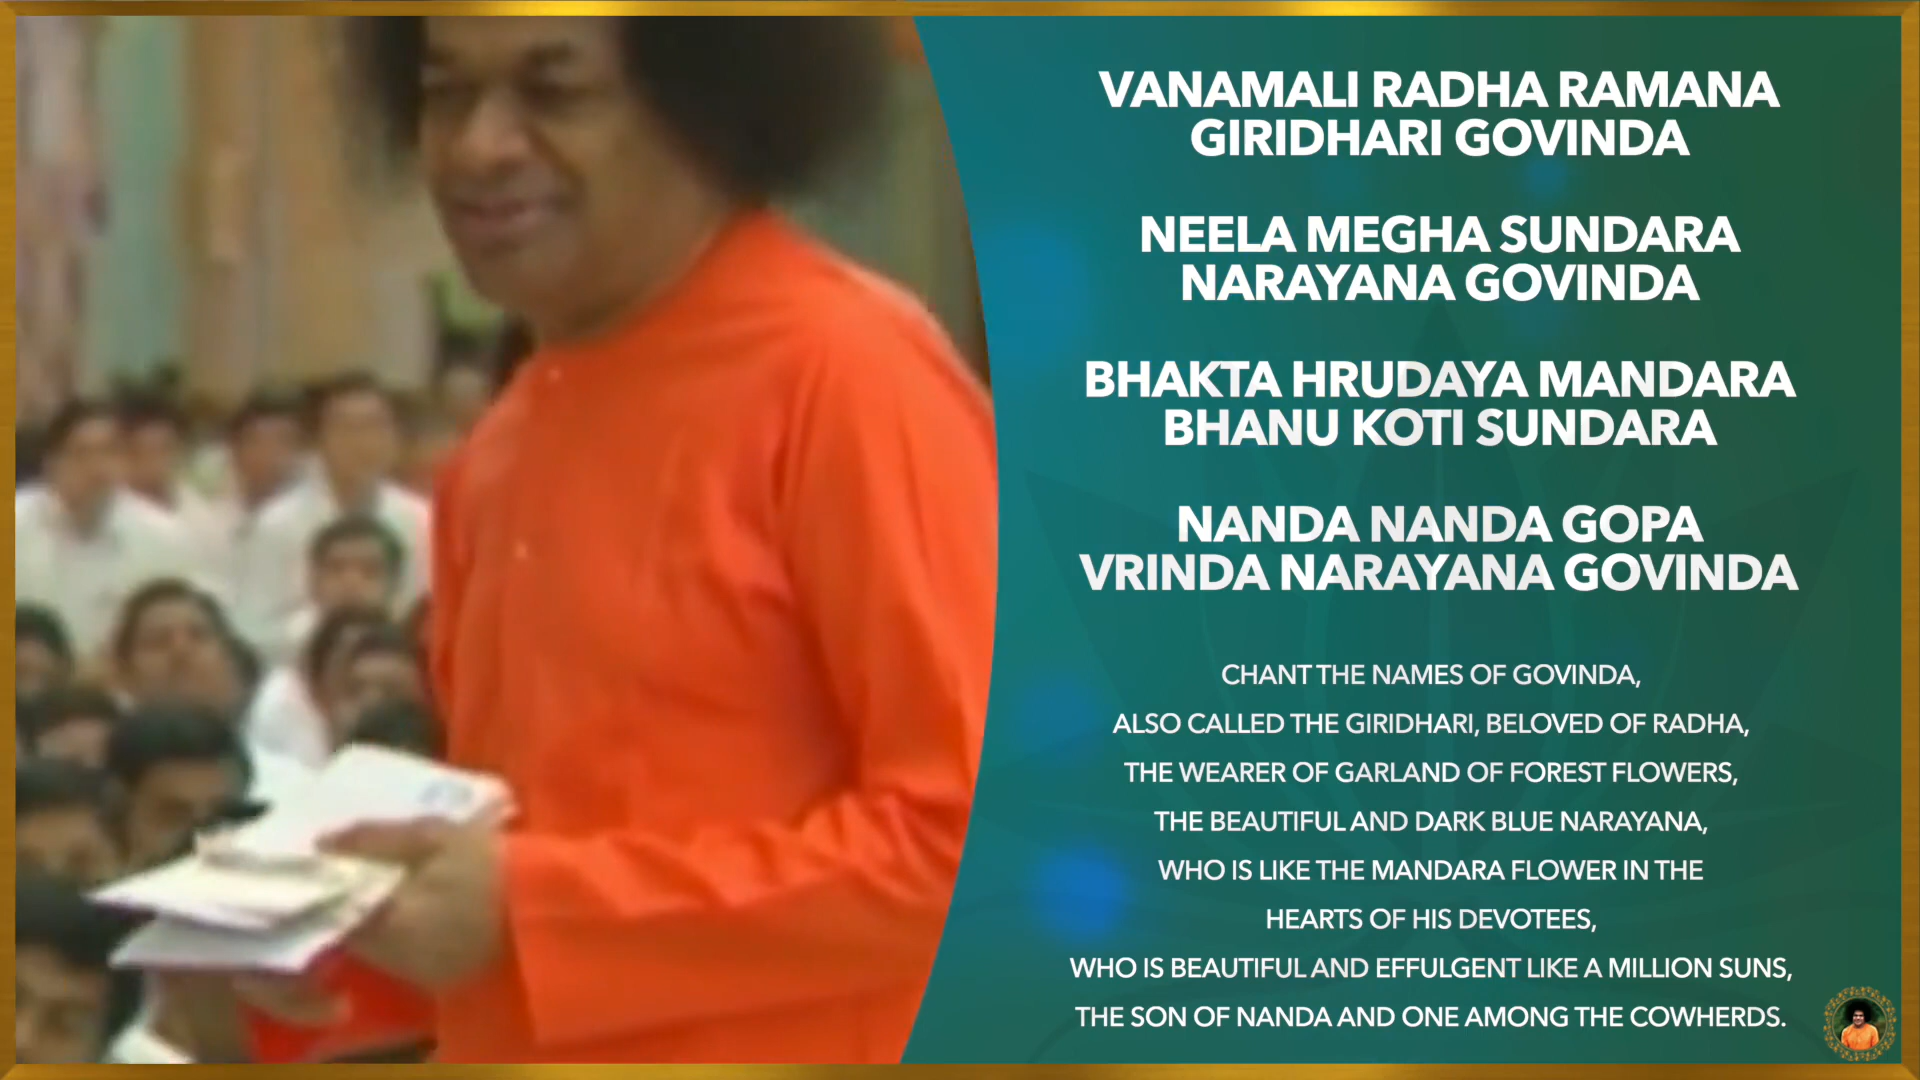 VANAMALI RADHA RAMANA
GIRIDHARI GOVINDA
NEELA MEGHA SUNDARA
NARAYANA GOVINDA
BHAKTA HRUDAYA MANDARA
BHANU KOTI SUNDARA
NANDA NANDA GOPA
VRINDA NARAYANA GOVINDA
CHANT THE NAMES OF GOVINDA,
ALSO CALLED THE GIRIDHARI, BELOVED OF RADHA,
THE WEARER OF GARLAND OF FOREST FLOWERS,
THE BEAUTIFUL AND DARK BLUE NARAYANA,
WHO IS LIKE THE MANDARA FLOWER IN THE
HEARTS OF HIS DEVOTEES,
WHO IS BEAUTIFUL AND EFFULGENT LIKE A MILLION SUNS,
THE SON OF NANDA AND ONE AMONG THE COWHERDS.